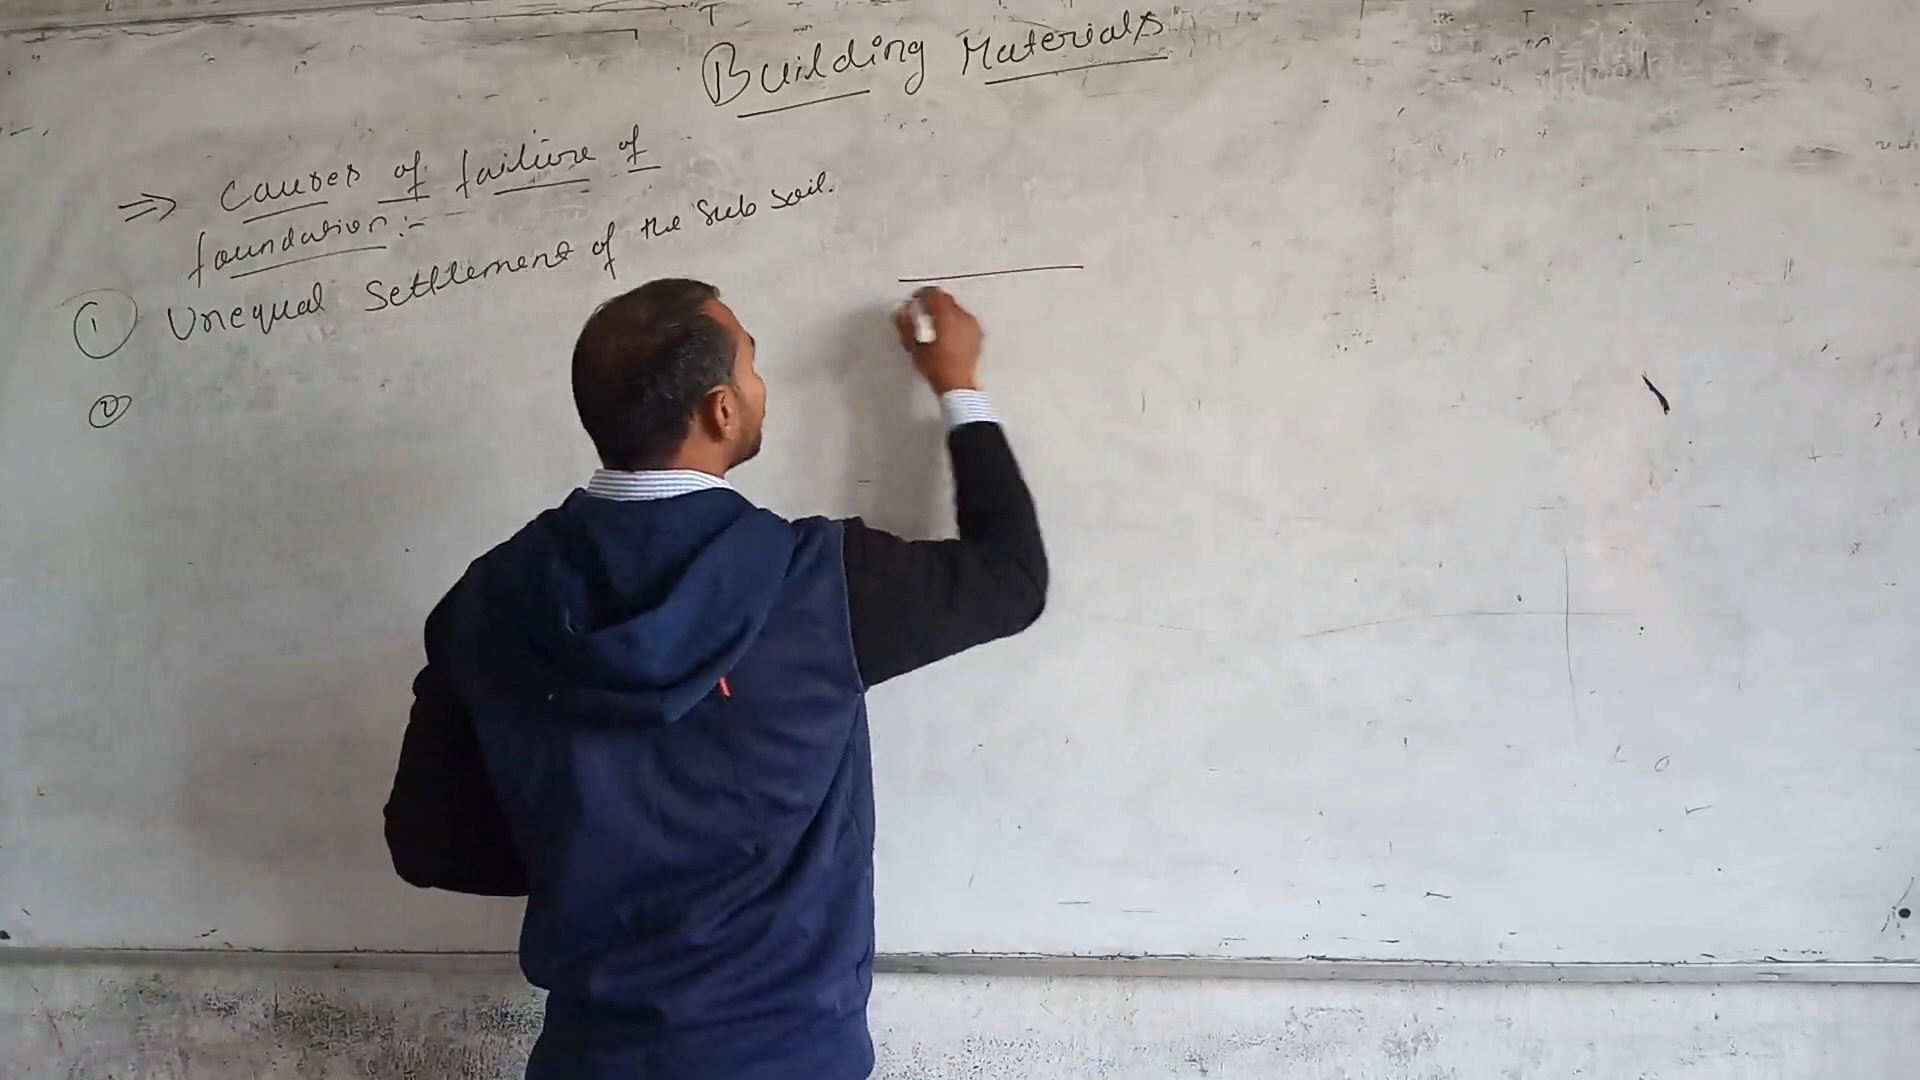 Building Materials
⇒ Causes of failure of
foundation:-
① Unequal Settlement of the Sub soil.
②